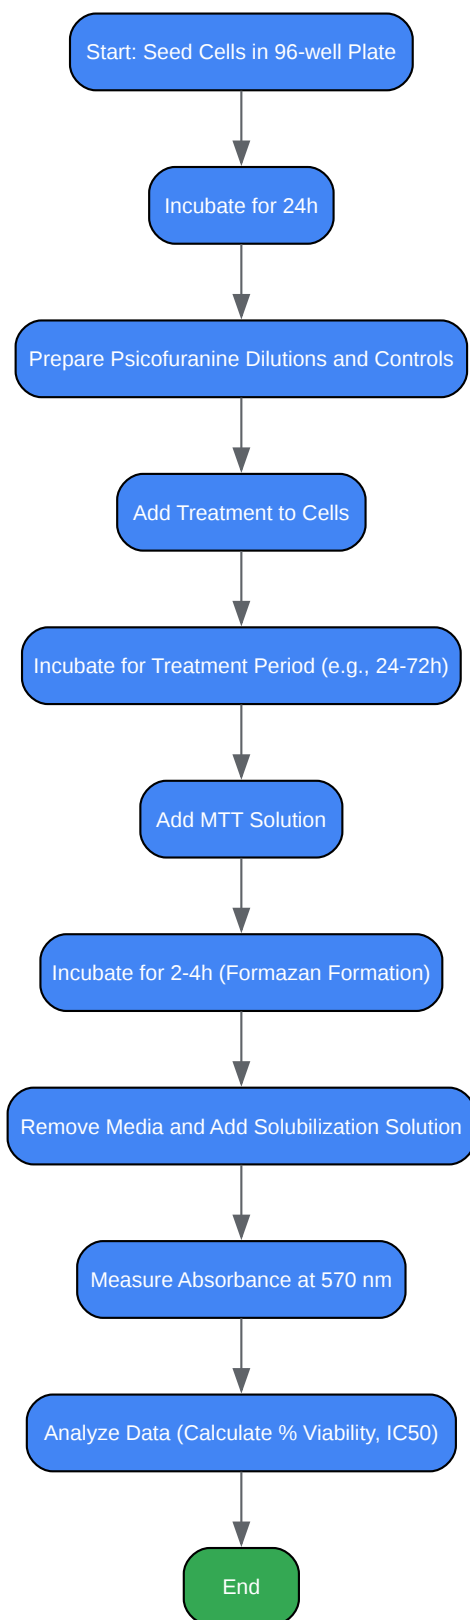 Start: Seed Cells in 96-well Plate
Incubate for 24h
Prepare Psicofuranine Dilutions and Controls
Add Treatment to Cells
Incubate for Treatment Period (e.g., 24-72h)
Add MTT Solution
Incubate for 2-4h (Formazan Formation)
Remove Media and Add Solubilization Solution
Measure Absorbance at 570 nm
Analyze Data (Calculate % Viability, IC50)
End